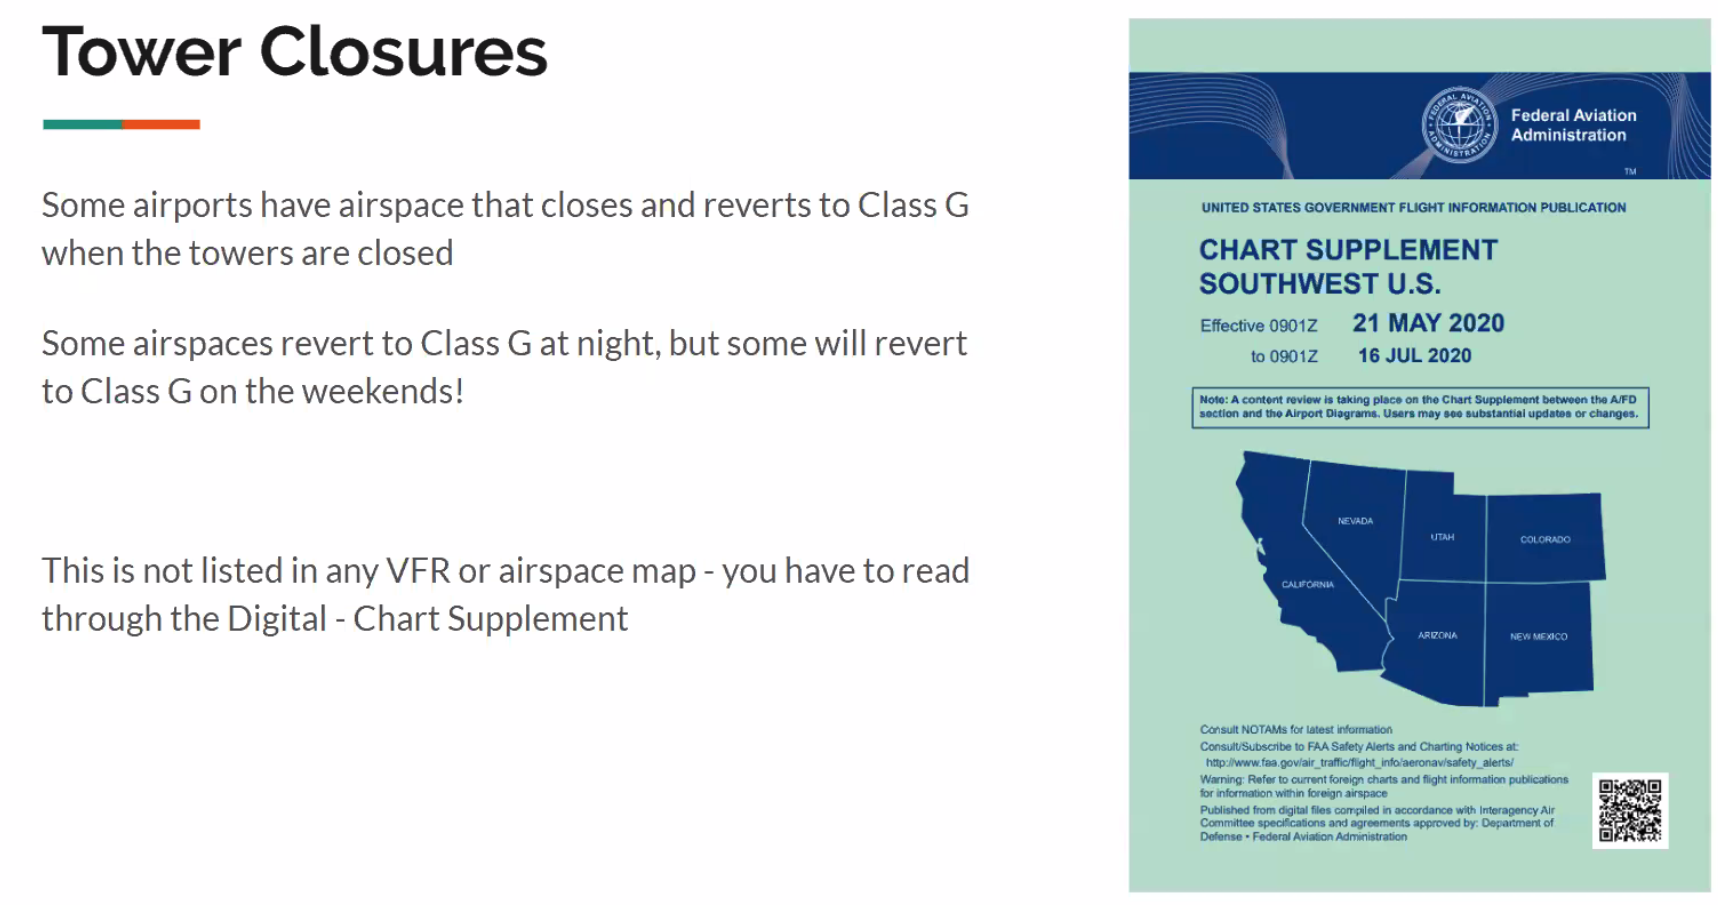 Tower Closures
Some airports have airspace that closes and reverts to Class G
when the towers are closed
Some airspaces revert to Class G at night, but some will revert
to Class G on the weekends!
This is not listed in any VFR or airspace map - you have to read
through the Digital - Chart Supplement
FEDERAL AVIATION
ADMINISTRATION
Federal Aviation
Administration
TM
UNITED STATES GOVERNMENT FLIGHT INFORMATION PUBLICATION
CHART SUPPLEMENT
SOUTHWEST U.S.
Effective 0901Z 21 MAY 2020
to 0901Z 16 JUL 2020
Note: A content review is taking place on the Chart Supplement between the A/FD
section and the Airport Diagrams. Users may see substantial updates or changes.
NEVADA
UTAH
COLORADO
CALIFORNIA
ARIZONA
NEW MEXICO
Consult NOTAMs for latest information
Consult/Subscribe to FAA Safety Alerts and Charting Notices at:
http://www.faa.gov/air_traffic/flight_info/aeronav/safety_alerts/
Warning: Refer to current foreign charts and flight information publications
for information within foreign airspace
Published from digital files compiled in accordance with Interagency Air
Committee specifications and agreements approved by: Department of
Defense • Federal Aviation Administration